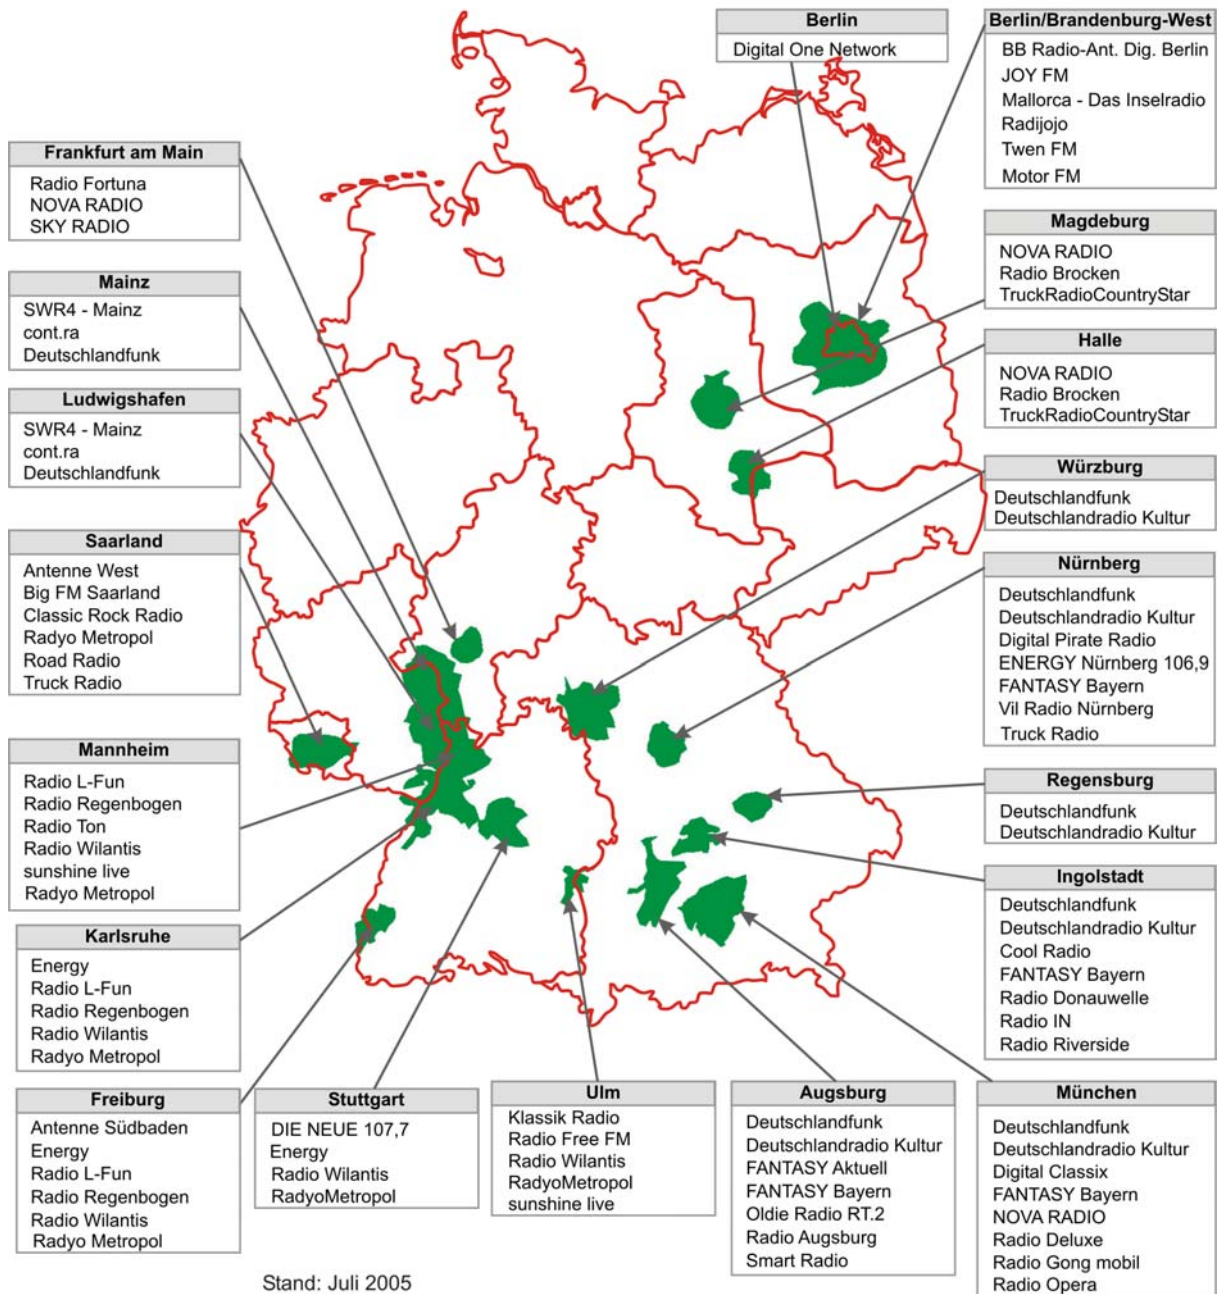 Berlin
Digital One Network
Berlin/Brandenburg-West
BB Radio-Ant. Dig. Berlin
JOY FM
Mallorca - Das Inselradio
Radijojo
Twen FM
Motor FM
Frankfurt am Main
Radio Fortuna
NOVA RADIO
SKY RADIO
Magdeburg
NOVA RADIO
Radio Brocken
TruckRadioCountryStar
Mainz
SWR4 - Mainz
cont.ra
Deutschlandfunk
Halle
NOVA RADIO
Radio Brocken
TruckRadioCountryStar
Ludwigshafen
SWR4 - Mainz
cont.ra
Deutschlandfunk
Würzburg
Deutschlandfunk
Deutschlandradio Kultur
Saarland
Antenne West
Big FM Saarland
Classic Rock Radio
Radyo Metropol
Road Radio
Truck Radio
Nürnberg
Deutschlandfunk
Deutschlandradio Kultur
Digital Pirate Radio
ENERGY Nürnberg 106,9
FANTASY Bayern
Vil Radio Nürnberg
Truck Radio
Mannheim
Radio L-Fun
Radio Regenbogen
Radio Ton
Radio Wilantis
sunshine live
Radyo Metropol
Regensburg
Deutschlandfunk
Deutschlandradio Kultur
Ingolstadt
Deutschlandfunk
Deutschlandradio Kultur
Cool Radio
FANTASY Bayern
Radio Donauwelle
Radio IN
Radio Riverside
Karlsruhe
Energy
Radio L-Fun
Radio Regenbogen
Radio Wilantis
Radyo Metropol
Freiburg
Antenne Südbaden
Energy
Radio L-Fun
Radio Regenbogen
Radio Wilantis
Radyo Metropol
Stuttgart
DIE NEUE 107,7
Energy
Radio Wilantis
RadyoMetropol
Ulm
Klassik Radio
Radio Free FM
Radio Wilantis
RadyoMetropol
sunshine live
Augsburg
Deutschlandfunk
Deutschlandradio Kultur
FANTASY Aktuell
FANTASY Bayern
Oldie Radio RT.2
Radio Augsburg
Smart Radio
München
Deutschlandfunk
Deutschlandradio Kultur
Digital Classix
FANTASY Bayern
NOVA RADIO
Radio Deluxe
Radio Gong mobil
Radio Opera
Stand: Juli 2005